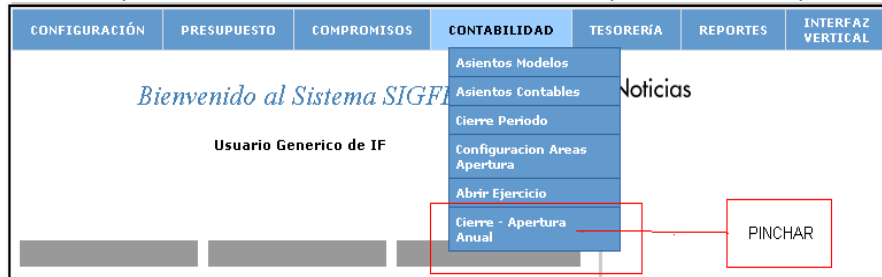 CONFIGURACIÓN PRESUPUESTO COMPROMISOS CONTABILIDAD TESORERíA REPORTES INTERFAZ VERTICAL
Asientos Modelos
Bienvenido al Sistema SIGF
Asientos Contables
Noticias
Cierre Periodo
Usuario Generico de IF
Configuracion Areas
Apertura
Abrir Ejercicio
Cierre - Apertura
Anual
PINCHAR